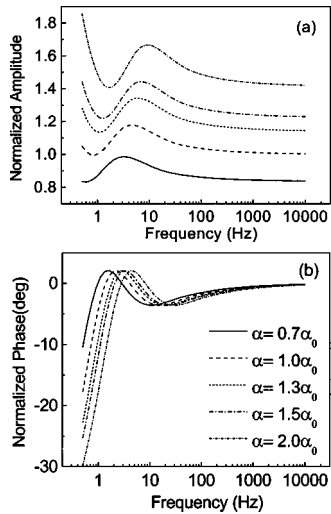 (a)
Normalized Amplitude
1.8
1.6
1.4
1.2
1.0
0.8
1 10 100 1000 10000
Frequency (Hz)
(b)
Normalized Phase(deg)
0
-10
-20
-30
α= 0.7α0
α= 1.0α0
α= 1.3α0
α= 1.5α0
α= 2.0α0
1 10 100 1000 10000
Frequency (Hz)